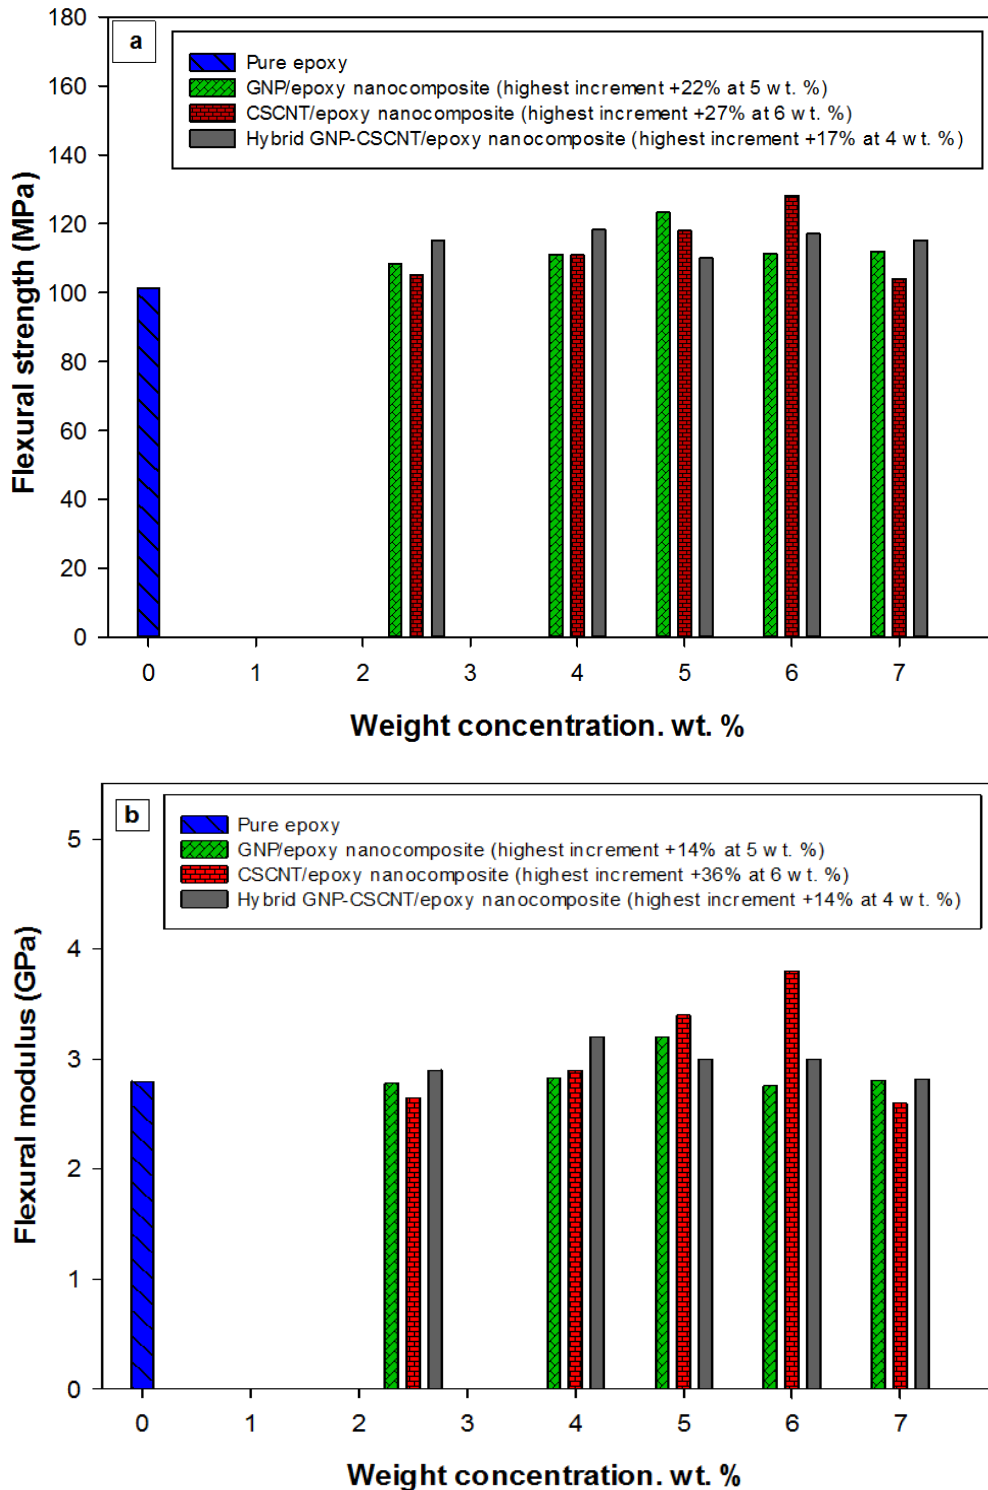 a
180
160
140
120
100
80
60
40
20
0
Flexural strength (MPa)
Pure epoxy
GNP/epoxy nanocomposite (highest increment +22% at 5 wt. %)
CSCNT/epoxy nanocomposite (highest increment +27% at 6 wt. %)
Hybrid GNP-CSCNT/epoxy nanocomposite (highest increment +17% at 4 wt. %)
0 1 2 3 4 5 6 7
Weight concentration. wt. %
b
5
4
3
2
1
0
Flexural modulus (GPa)
Pure epoxy
GNP/epoxy nanocomposite (highest increment +14% at 5 wt. %)
CSCNT/epoxy nanocomposite (highest increment +36% at 6 wt. %)
Hybrid GNP-CSCNT/epoxy nanocomposite (highest increment +14% at 4 wt. %)
0 1 2 3 4 5 6 7
Weight concentration. wt. %